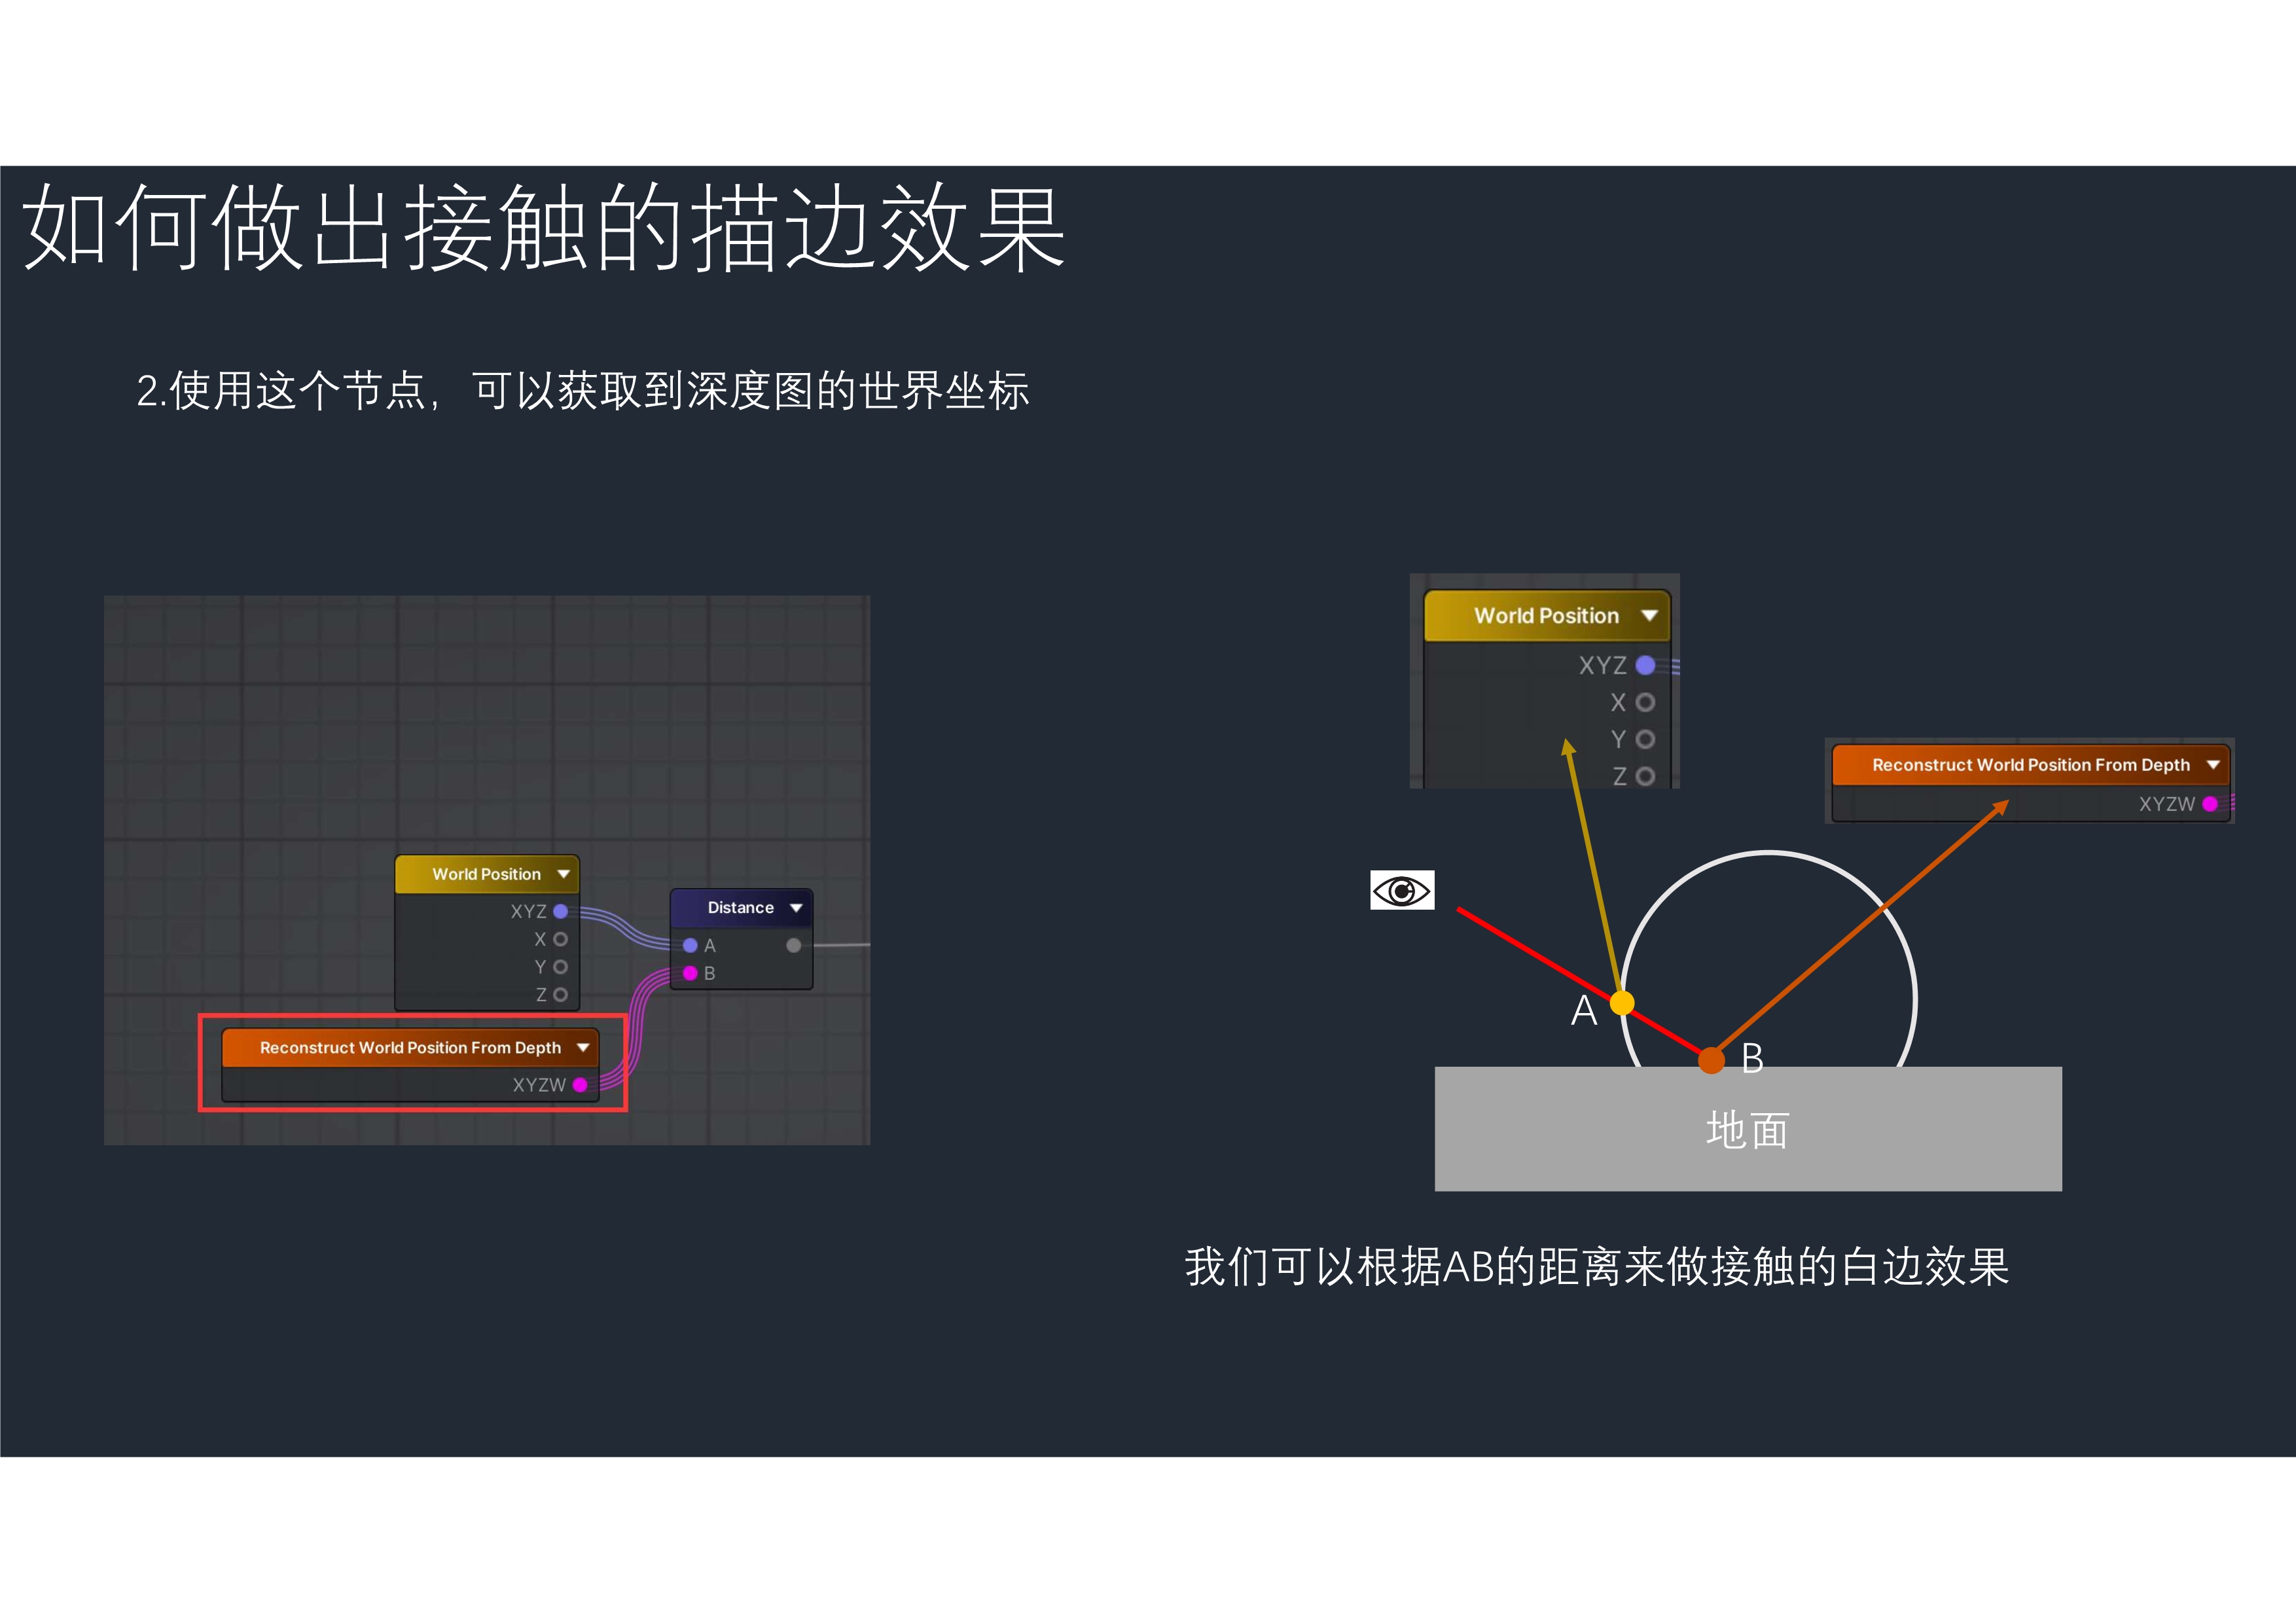 如何做出接触的描边效果
2.使用这个节点，可以获取到深度图的世界坐标
World Position
XYZ
X
Y
Z
Distance
A
B
Reconstruct World Position From Depth
XYZW
World Position
XYZ
X
Y
Z
Reconstruct World Position From Depth
XYZW
A
B
地面
我们可以根据AB的距离来做接触的白边效果